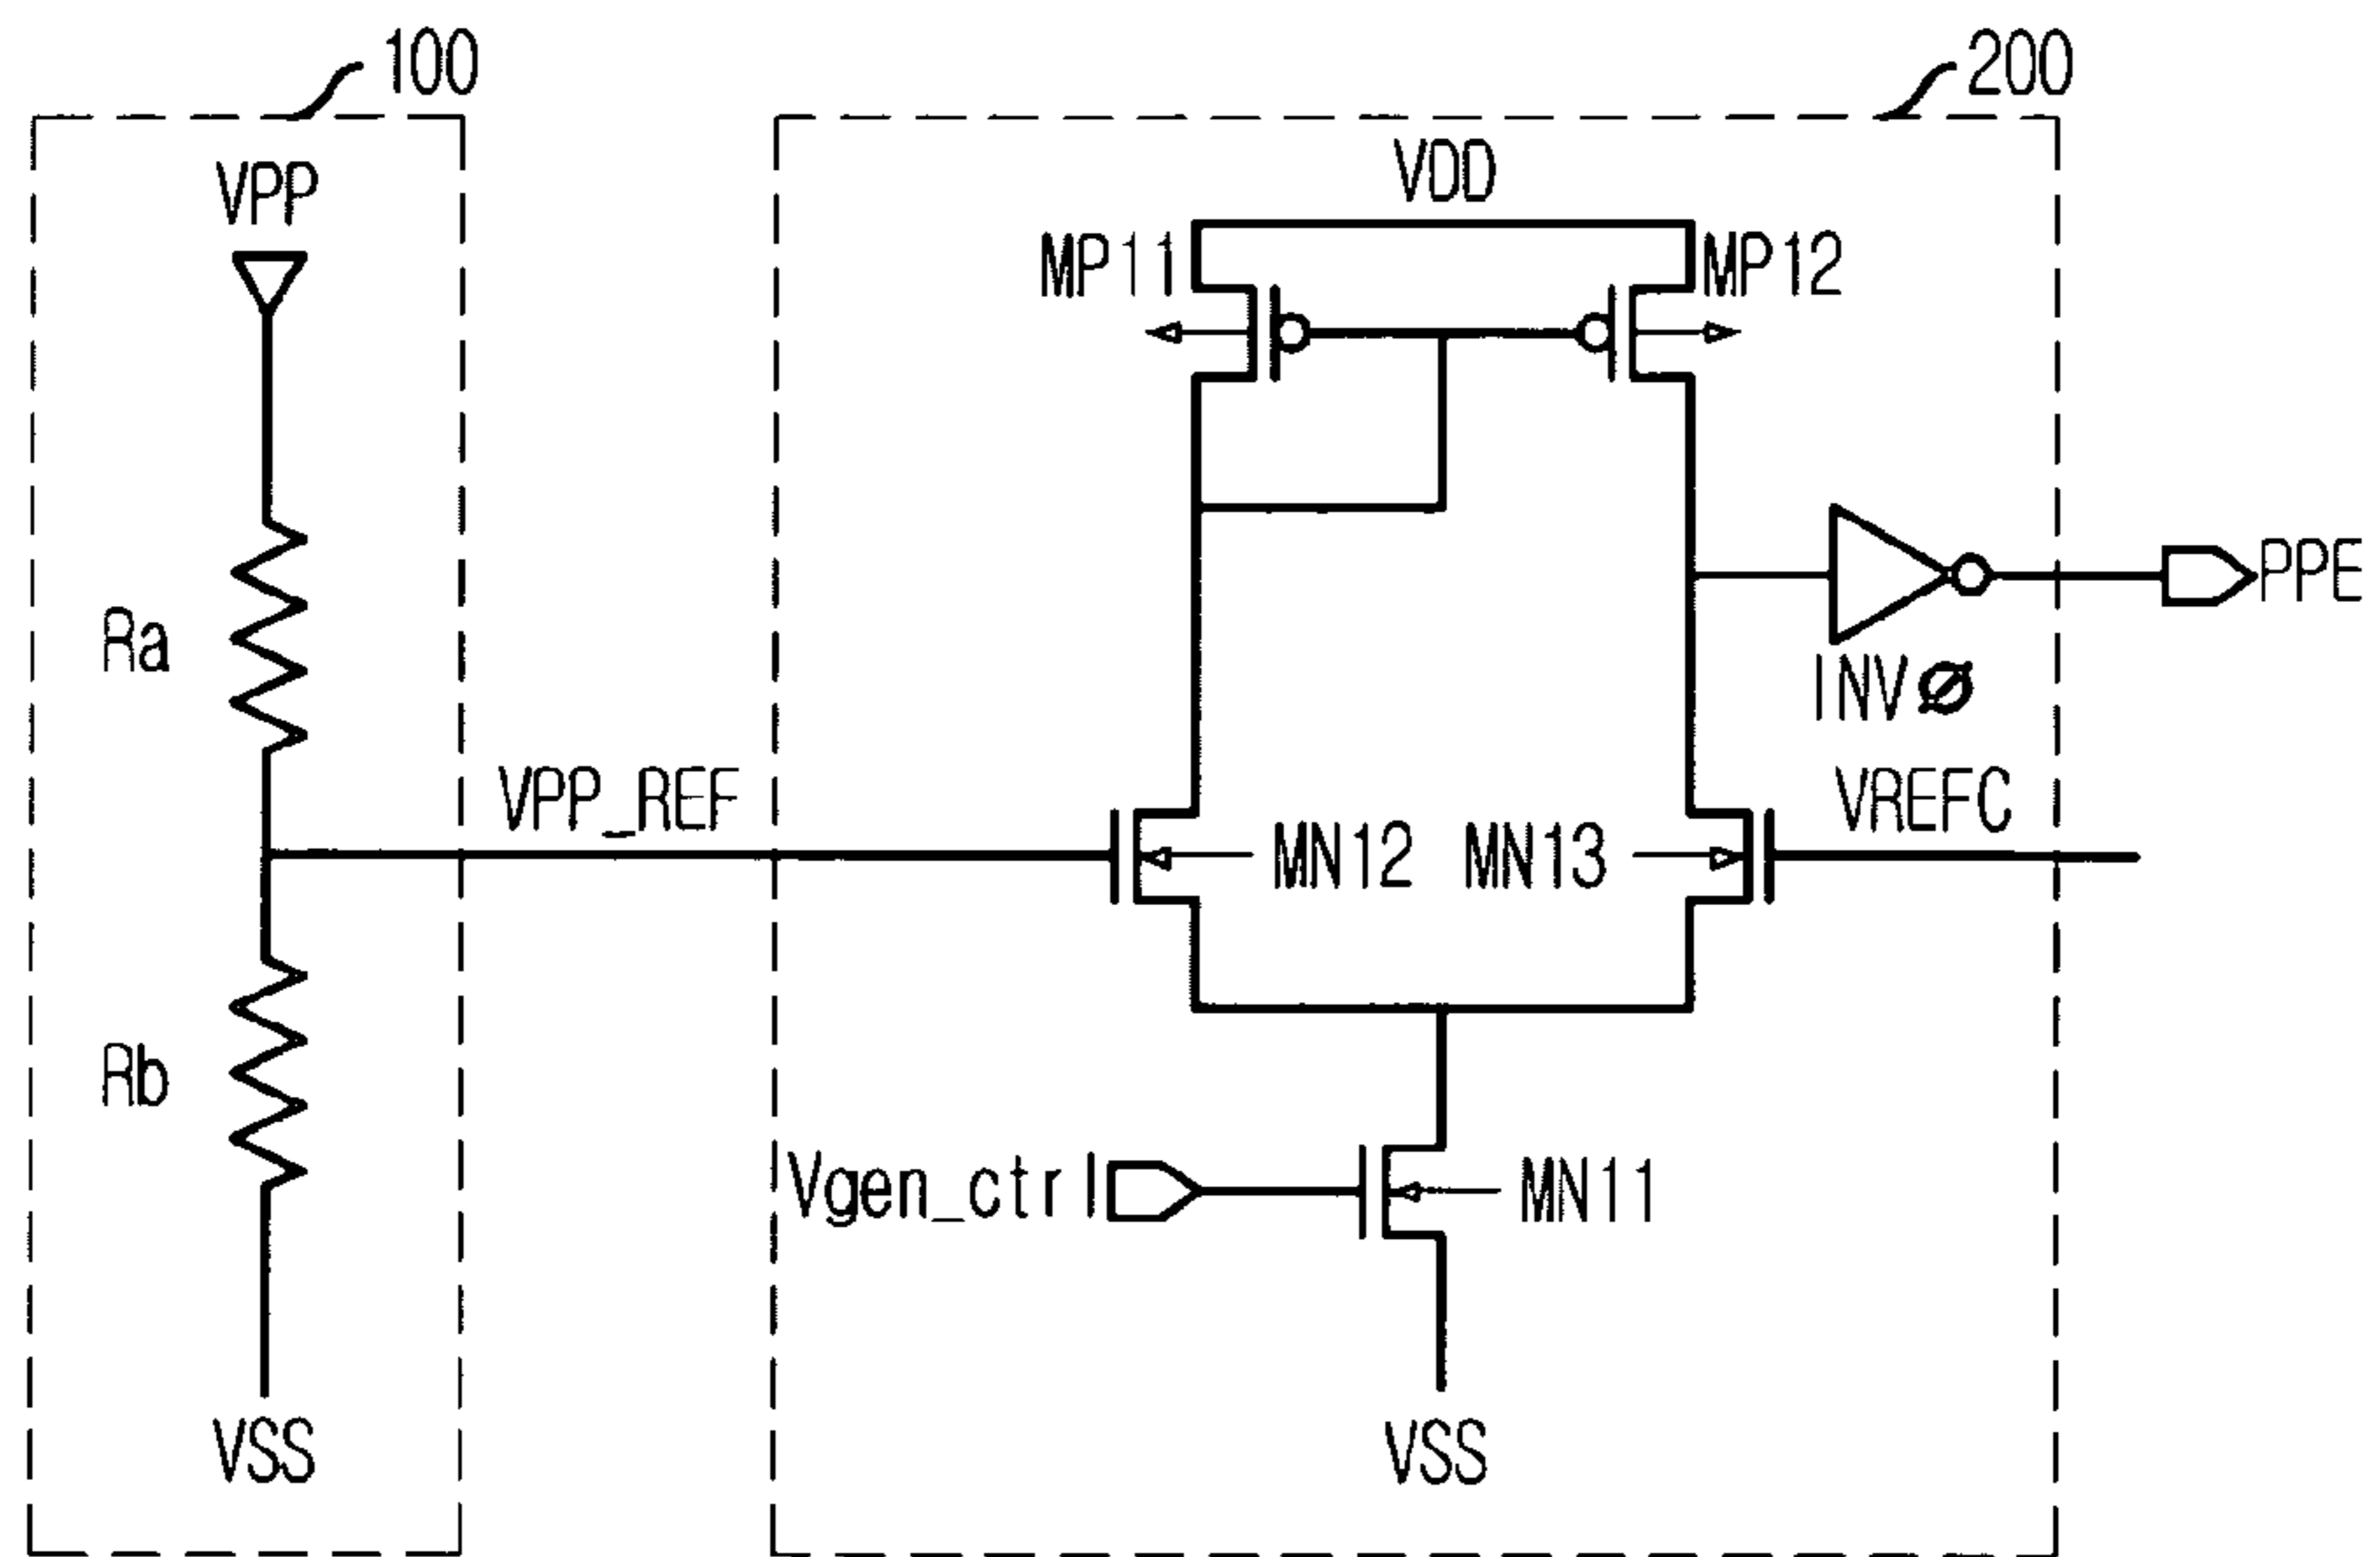 100
200
VPP
VDD
MP11
MP12
Ra
PPE
INVØ
VPP_REF
VREFC
MN12
MN13
Rb
Vgen_ctrl
MN11
VSS
VSS